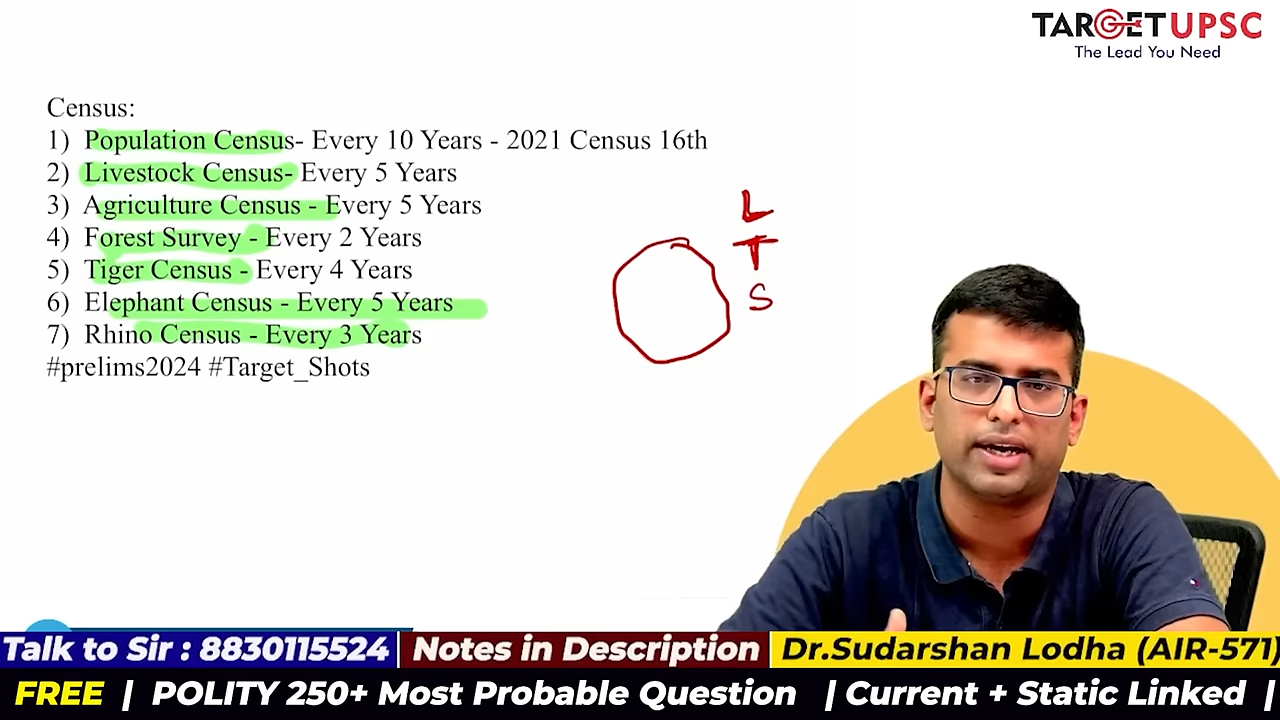 TARGETUPSC
The Lead You Need
Census:
1) Population Census- Every 10 Years - 2021 Census 16th
2) Livestock Census- Every 5 Years
3) Agriculture Census - Every 5 Years
4) Forest Survey - Every 2 Years
5) Tiger Census - Every 4 Years
6) Elephant Census - Every 5 Years
7) Rhino Census - Every 3 Years
#prelims2024 #Target_Shots
L
T
S
Talk to Sir : 8830115524 Notes in Description Dr.Sudarshan Lodha (AIR-571)
FREE | POLITY 250+ Most Probable Question | Current + Static Linked |